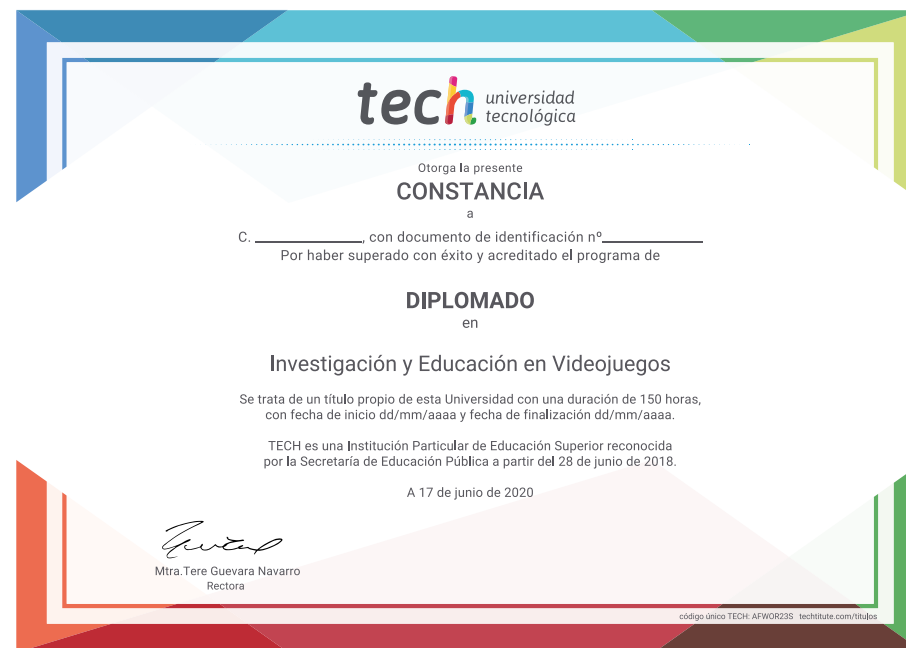 tech universidad
tecnológica
Otorga la presente
CONSTANCIA
a
C. ______________, con documento de identificación nº______________
Por haber superado con éxito y acreditado el programa de
DIPLOMADO
en
Investigación y Educación en Videojuegos
Se trata de un título propio de esta Universidad con una duración de 150 horas,
con fecha de inicio dd/mm/aaaa y fecha de finalización dd/mm/aaaa.
TECH es una Institución Particular de Educación Superior reconocida
por la Secretaría de Educación Pública a partir del 28 de junio de 2018.
A 17 de junio de 2020
Mtra.Tere Guevara Navarro
Rectora
código único TECH: AFWOR23S techtitute.com/titulos